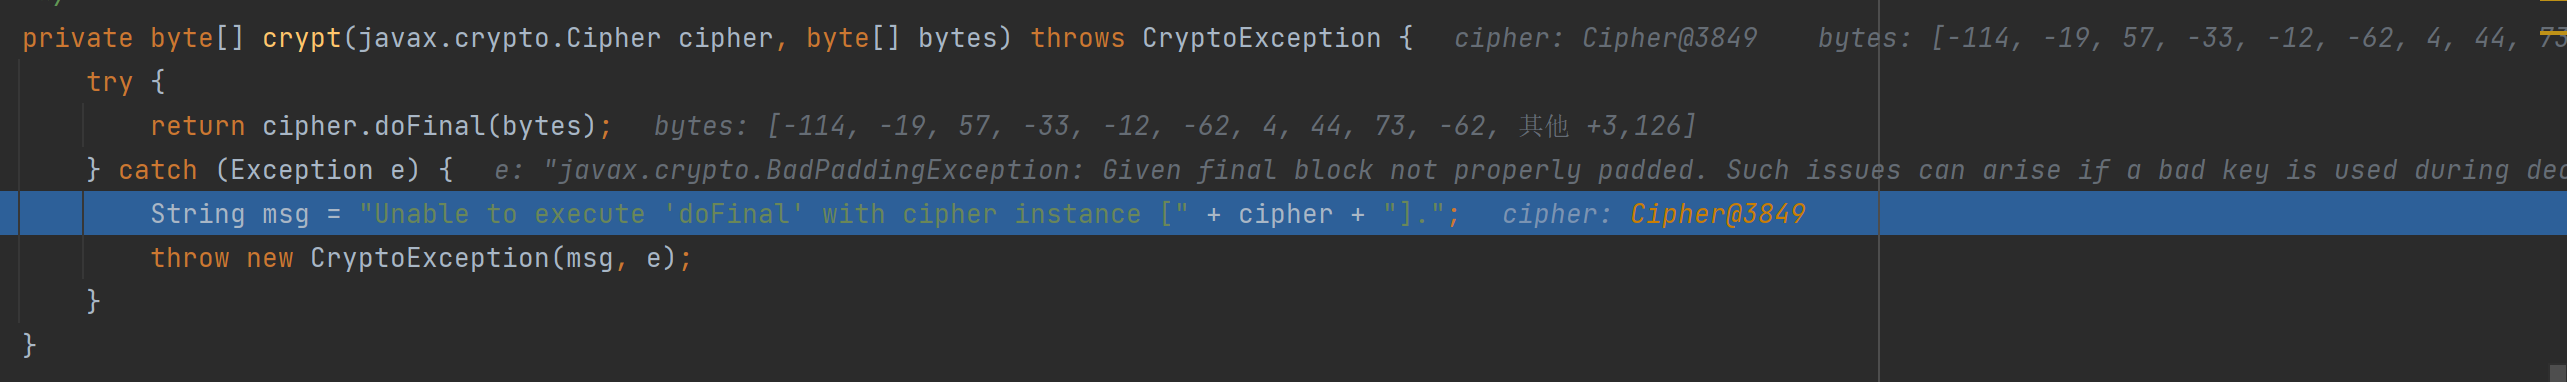 private byte[] crypt(javax.crypto.Cipher cipher, byte[] bytes) throws CryptoException { cipher: Cipher@3849 bytes: [-114, -19, 57, -33, -12, -62, 4, 44, 73
try {
return cipher.doFinal(bytes); bytes: [-114, -19, 57, -33, -12, -62, 4, 44, 73, -62, 其他 +3,126]
} catch (Exception e) { e: "javax.crypto.BadPaddingException: Given final block not properly padded. Such issues can arise if a bad key is used during dec
String msg = "Unable to execute 'doFinal' with cipher instance [" + cipher + "]."; cipher: Cipher@3849
throw new CryptoException(msg, e);
}
}